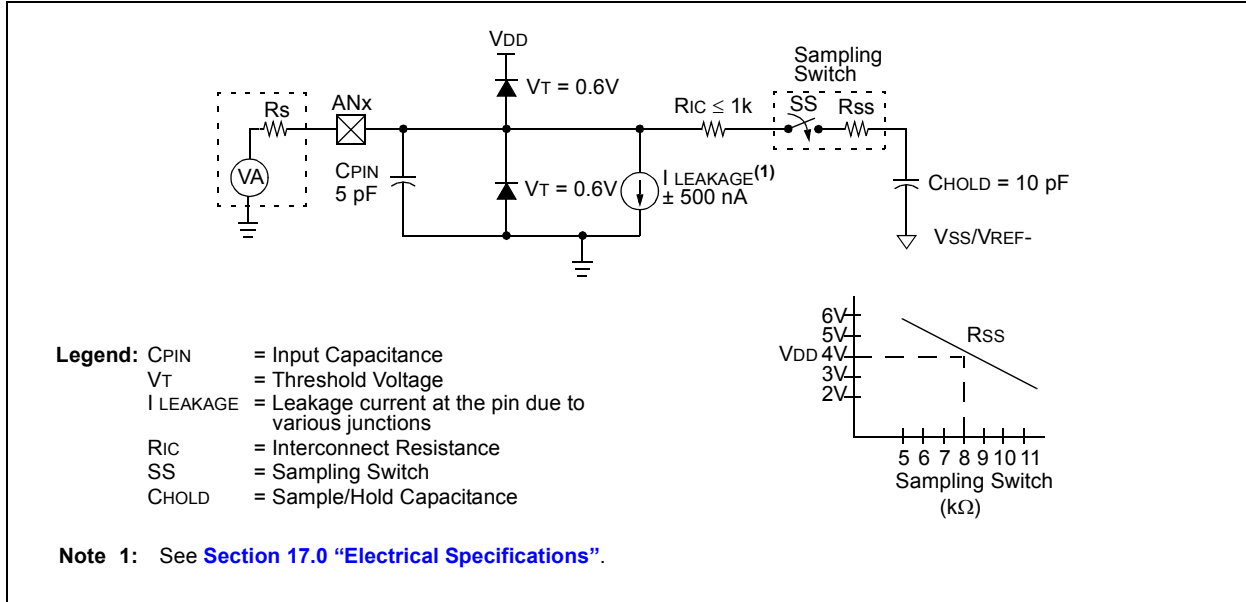 VDD
Sampling
Switch
VT = 0.6V
Rs
ANx
RIC ≤ 1k
SS
Rss
VA
CPIN
5 pF
VT = 0.6V
I LEAKAGE(1)
± 500 nA
CHOLD = 10 pF
VSS/VREF-
6V
5V
VDD 4V
3V
2V
RSS
5 6 7 8 9 10 11
Sampling Switch
(kΩ)
Legend: CPIN = Input Capacitance
VT = Threshold Voltage
I LEAKAGE = Leakage current at the pin due to
various junctions
RIC = Interconnect Resistance
SS = Sampling Switch
CHOLD = Sample/Hold Capacitance
Note 1: See Section 17.0 “Electrical Specifications”.